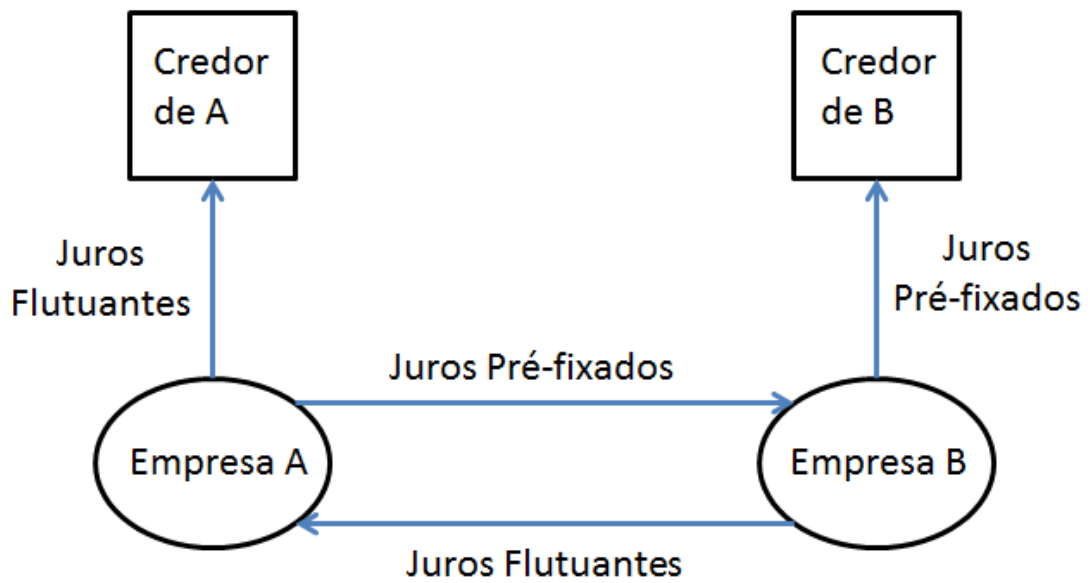 Credor
de A
Credor
de B
Juros
Flutuantes
Juros
Pré-fixados
Juros Pré-fixados
Empresa A
Empresa B
Juros Flutuantes